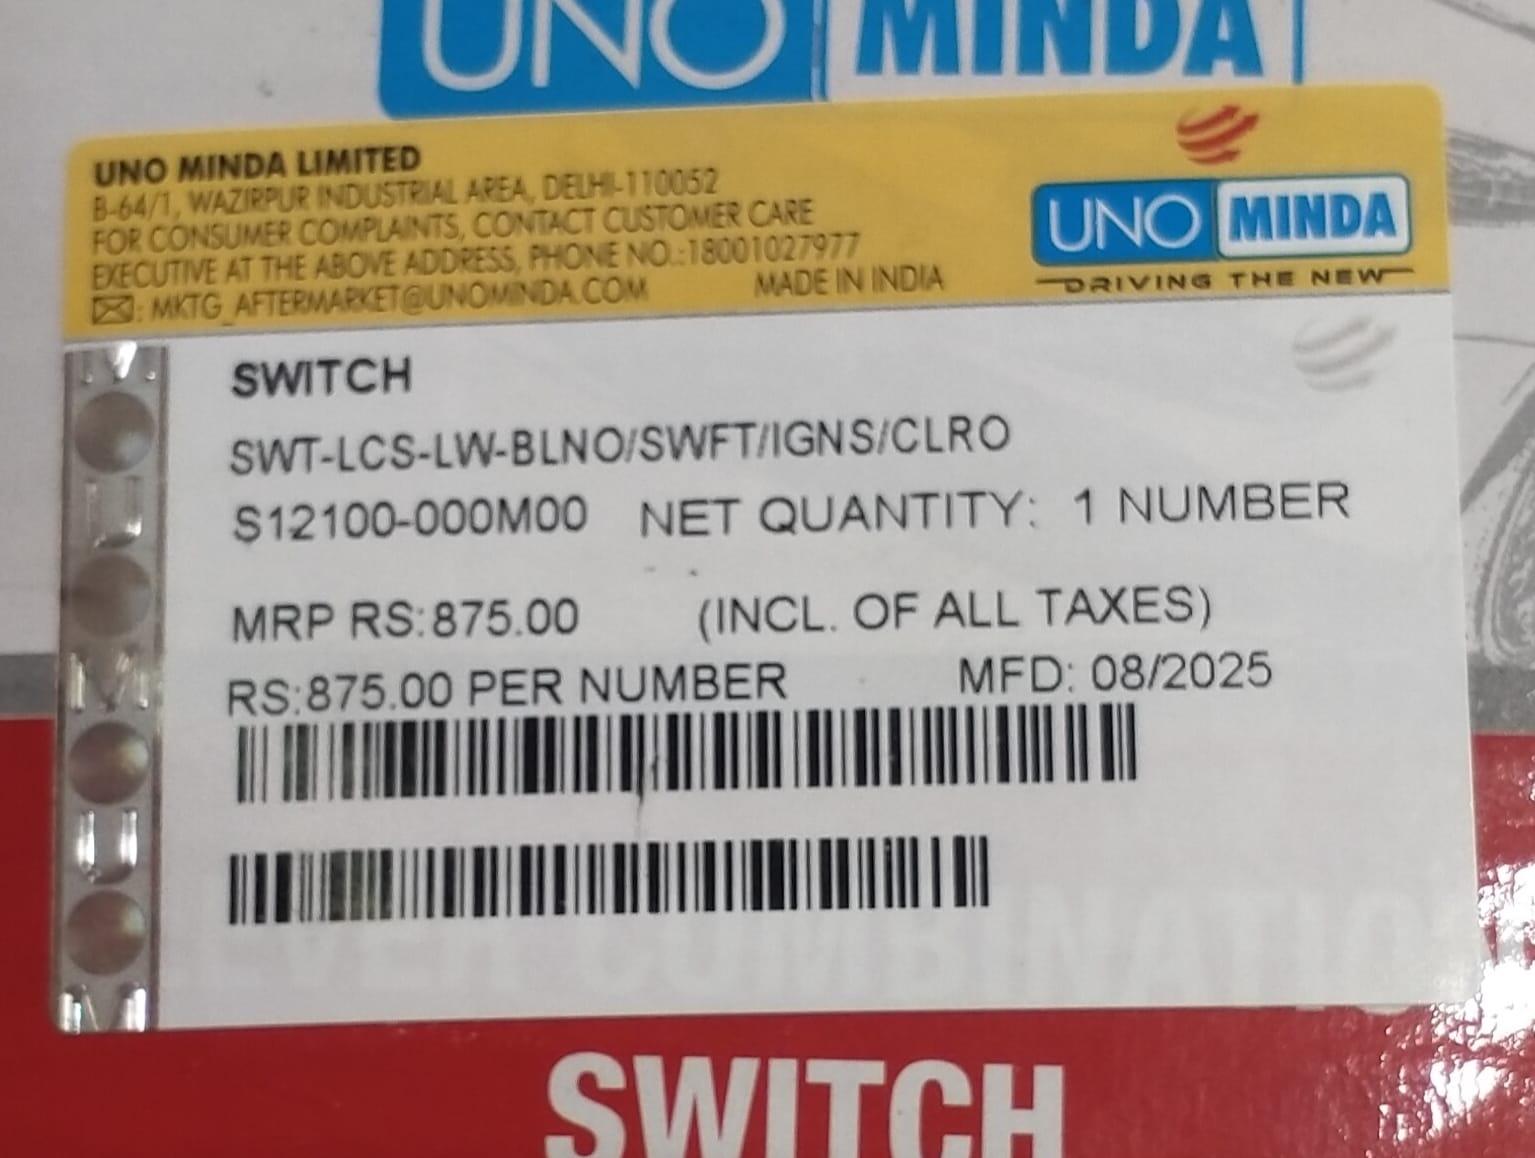 UNO MINDA
UNO MINDA LIMITED
B-64/1, WAZIRPUR INDUSTRIAL AREA, DELHI-110052
FOR CONSUMER COMPLAINTS, CONTACT CUSTOMER CARE
EXECUTIVE AT THE ABOVE ADDRESS, PHONE NO.:18001027977
✉: MKTG_AFTERMARKET@UNOMINDA.COM MADE IN INDIA
UNO MINDA
DRIVING THE NEW
SWITCH
SWT-LCS-LW-BLNO/SWFT/IGNS/CLRO
S12100-000M00 NET QUANTITY: 1 NUMBER
MRP RS:875.00 (INCL. OF ALL TAXES)
RS:875.00 PER NUMBER MFD: 08/2025
SWITCH